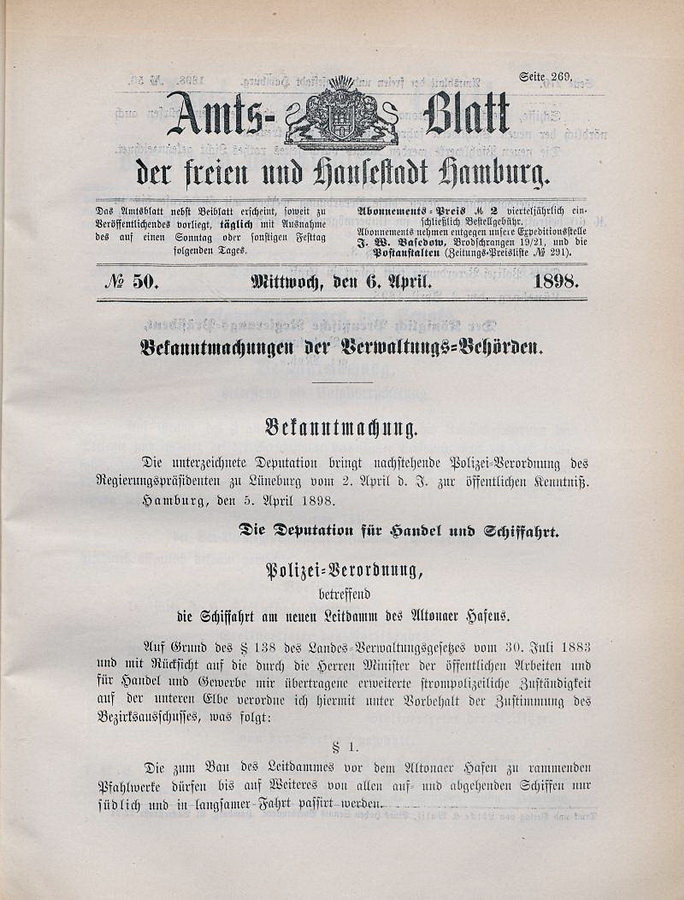 Seite 269.
Amts-Blatt
der freien und Hansestadt Hamburg.
Das Amtsblatt nebst Beiblatt erscheint, soweit zu
Veröffentlichendes vorliegt, täglich mit Ausnahme
des auf einen Sonntag oder sonstigen Festtag
folgenden Tages.
Abonnements-Preis ℳ 2 vierteljährlich ein-
schließlich Bestellgebühr.
Abonnements nehmen entgegen unsere Expeditionsstelle
J. W. Basedow, Brodschrangen 19/21, und die
Postanstalten (Zeitungs-Preisliste № 291).
№ 50.
Mittwoch, den 6. April.
1898.
Bekanntmachungen der Verwaltungs-Behörden.
Bekanntmachung.
Die unterzeichnete Deputation bringt nachstehende Polizei-Verordnung des
Regierungspräsidenten zu Lüneburg vom 2. April d. J. zur öffentlichen Kenntniß.
Hamburg, den 5. April 1898.
Die Deputation für Handel und Schiffahrt.
Polizei-Verordnung,
betreffend
die Schiffahrt am neuen Leitdamm des Altonaer Hafens.
Auf Grund des § 138 des Landes-Verwaltungsgesetzes vom 30. Juli 1883
und mit Rücksicht auf die durch die Herren Minister der öffentlichen Arbeiten und
für Handel und Gewerbe mir übertragene erweiterte strompolizeiliche Zuständigkeit
auf der unteren Elbe verordne ich hiermit unter Vorbehalt der Zustimmung des
Bezirksausschusses, was folgt:
§ 1.
Die zum Bau des Leitdammes vor dem Altonaer Hafen zu rammenden
Pfahlwerke dürfen bis auf Weiteres von allen auf- und abgehenden Schiffen nur
südlich und in langsamer Fahrt passirt werden.